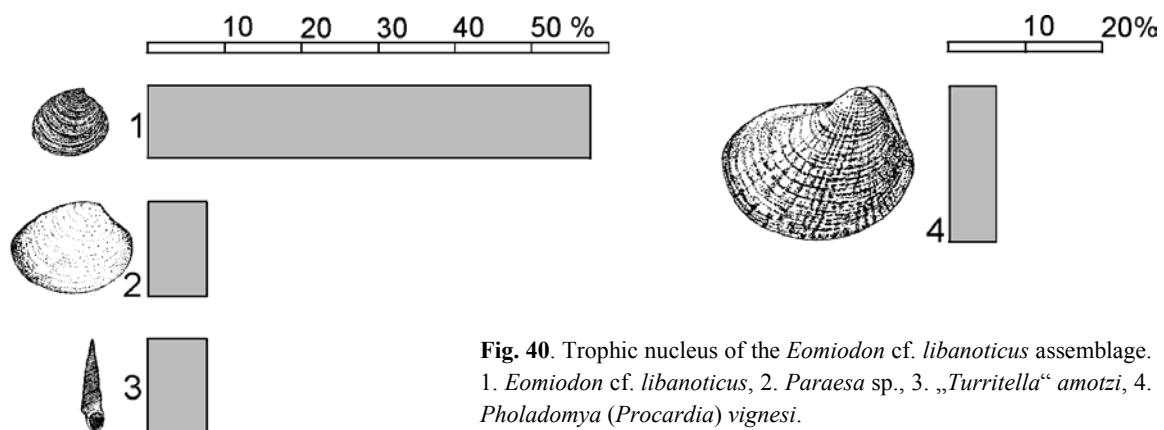 10 20 30 40 50 %
10 20%
1
2
3
4
Fig. 40. Trophic nucleus of the Eomiodon cf. libanoticus assemblage.
1. Eomiodon cf. libanoticus, 2. Paraesa sp., 3. „Turritella“ amotzi, 4.
Pholadomya (Procardia) vignesi.